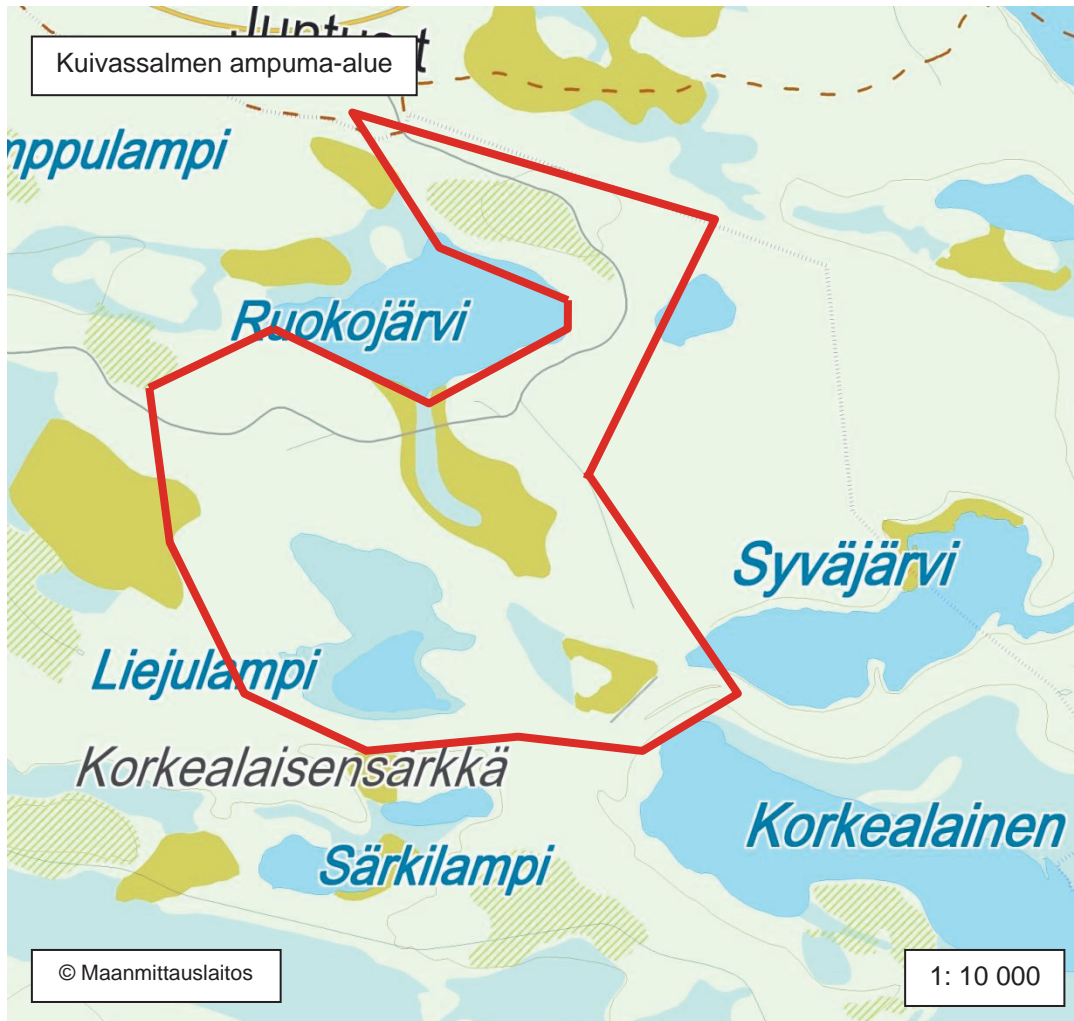 Kuivassalmen ampuma-alue
Ruokojärvi
Syväjärvi
Liejulampi
Korkealaisensärkkä
Korkealainen
Särkilampi
© Maanmittauslaitos
1: 10 000